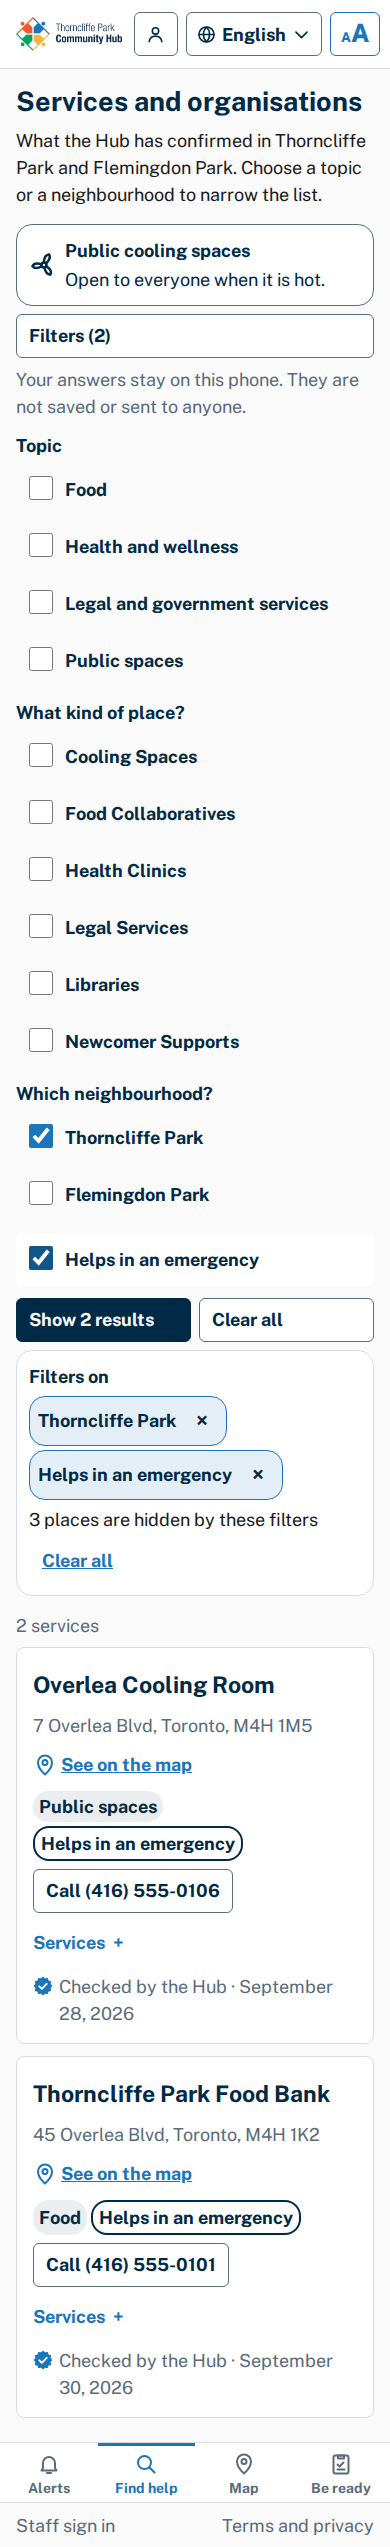 Thorncliffe Park
Community Hub
English
AA
Services and organisations
What the Hub has confirmed in Thorncliffe
Park and Flemingdon Park. Choose a topic
or a neighbourhood to narrow the list.
Public cooling spaces
Open to everyone when it is hot.
Filters (2)
Your answers stay on this phone. They are
not saved or sent to anyone.
Topic
Food
Health and wellness
Legal and government services
Public spaces
What kind of place?
Cooling Spaces
Food Collaboratives
Health Clinics
Legal Services
Libraries
Newcomer Supports
Which neighbourhood?
Thorncliffe Park
Flemingdon Park
Helps in an emergency
Show 2 results
Clear all
Filters on
Thorncliffe Park ×
Helps in an emergency ×
3 places are hidden by these filters
Clear all
2 services
Overlea Cooling Room
7 Overlea Blvd, Toronto, M4H 1M5
See on the map
Public spaces
Helps in an emergency
Call (416) 555-0106
Services +
Checked by the Hub · September
28, 2026
Thorncliffe Park Food Bank
45 Overlea Blvd, Toronto, M4H 1K2
See on the map
Food Helps in an emergency
Call (416) 555-0101
Services +
Checked by the Hub · September
30, 2026
Alerts Find help Map Be ready
Staff sign in Terms and privacy